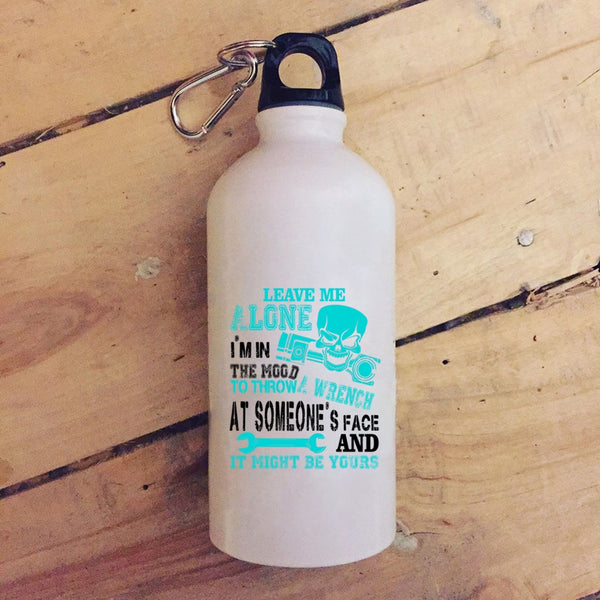 LEAVE ME
ALONE
I'M IN
THE MOOD
TO THROW A WRENCH
AT SOMEONE'S FACE
AND
IT MIGHT BE YOURS